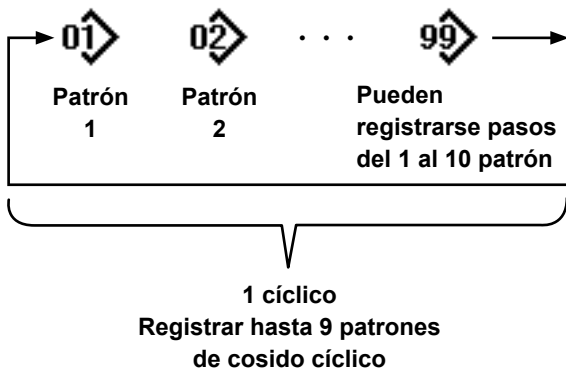 01 02 · · · 99
Patrón
1
Patrón
2
Pueden
registrarse pasos
del 1 al 10 patrón
1 cíclico
Registrar hasta 9 patrones
de cosido cíclico